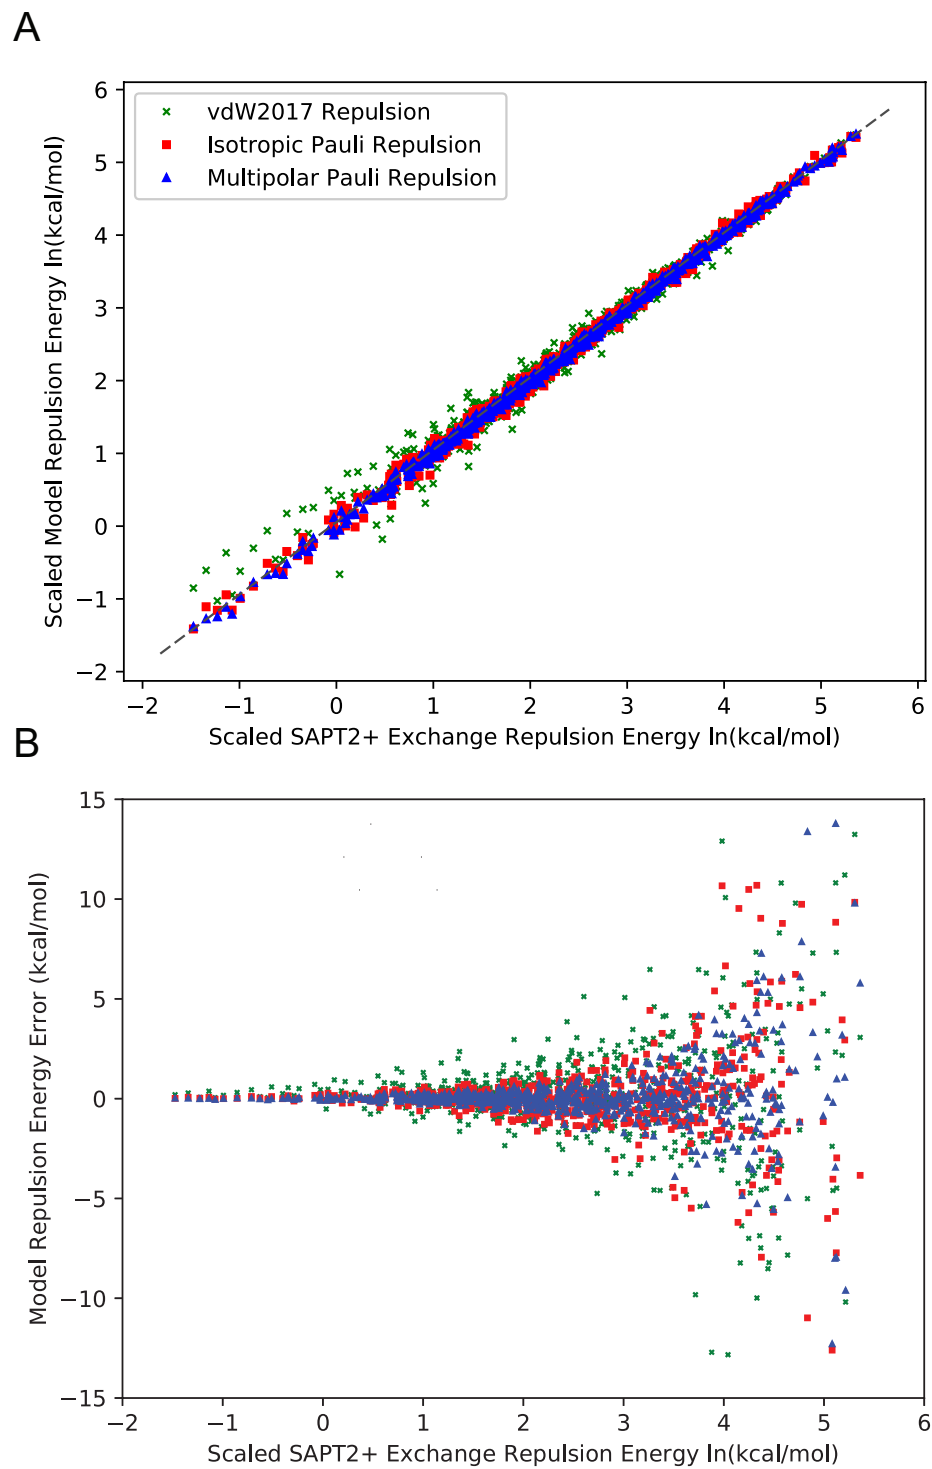 A
6
5
4
3
2
1
0
−1
−2
Scaled Model Repulsion Energy ln(kcal/mol)
vdW2017 Repulsion
Isotropic Pauli Repulsion
Multipolar Pauli Repulsion
−2 −1 0 1 2 3 4 5 6
Scaled SAPT2+ Exchange Repulsion Energy ln(kcal/mol)
B
15
10
5
0
−5
−10
−15
Model Repulsion Energy Error (kcal/mol)
−2 −1 0 1 2 3 4 5 6
Scaled SAPT2+ Exchange Repulsion Energy ln(kcal/mol)